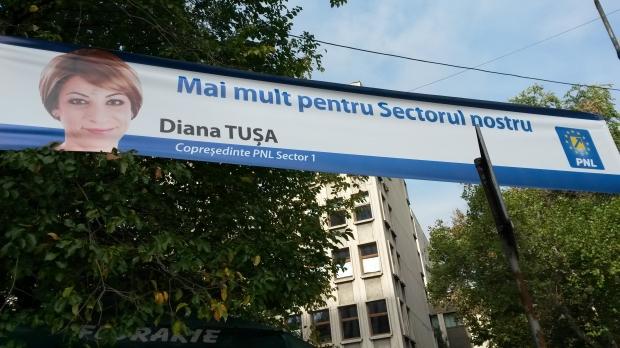 Mai mult pentru Sectorul nostru
Diana TUȘA
Copreședinte PNL Sector 1
PNL